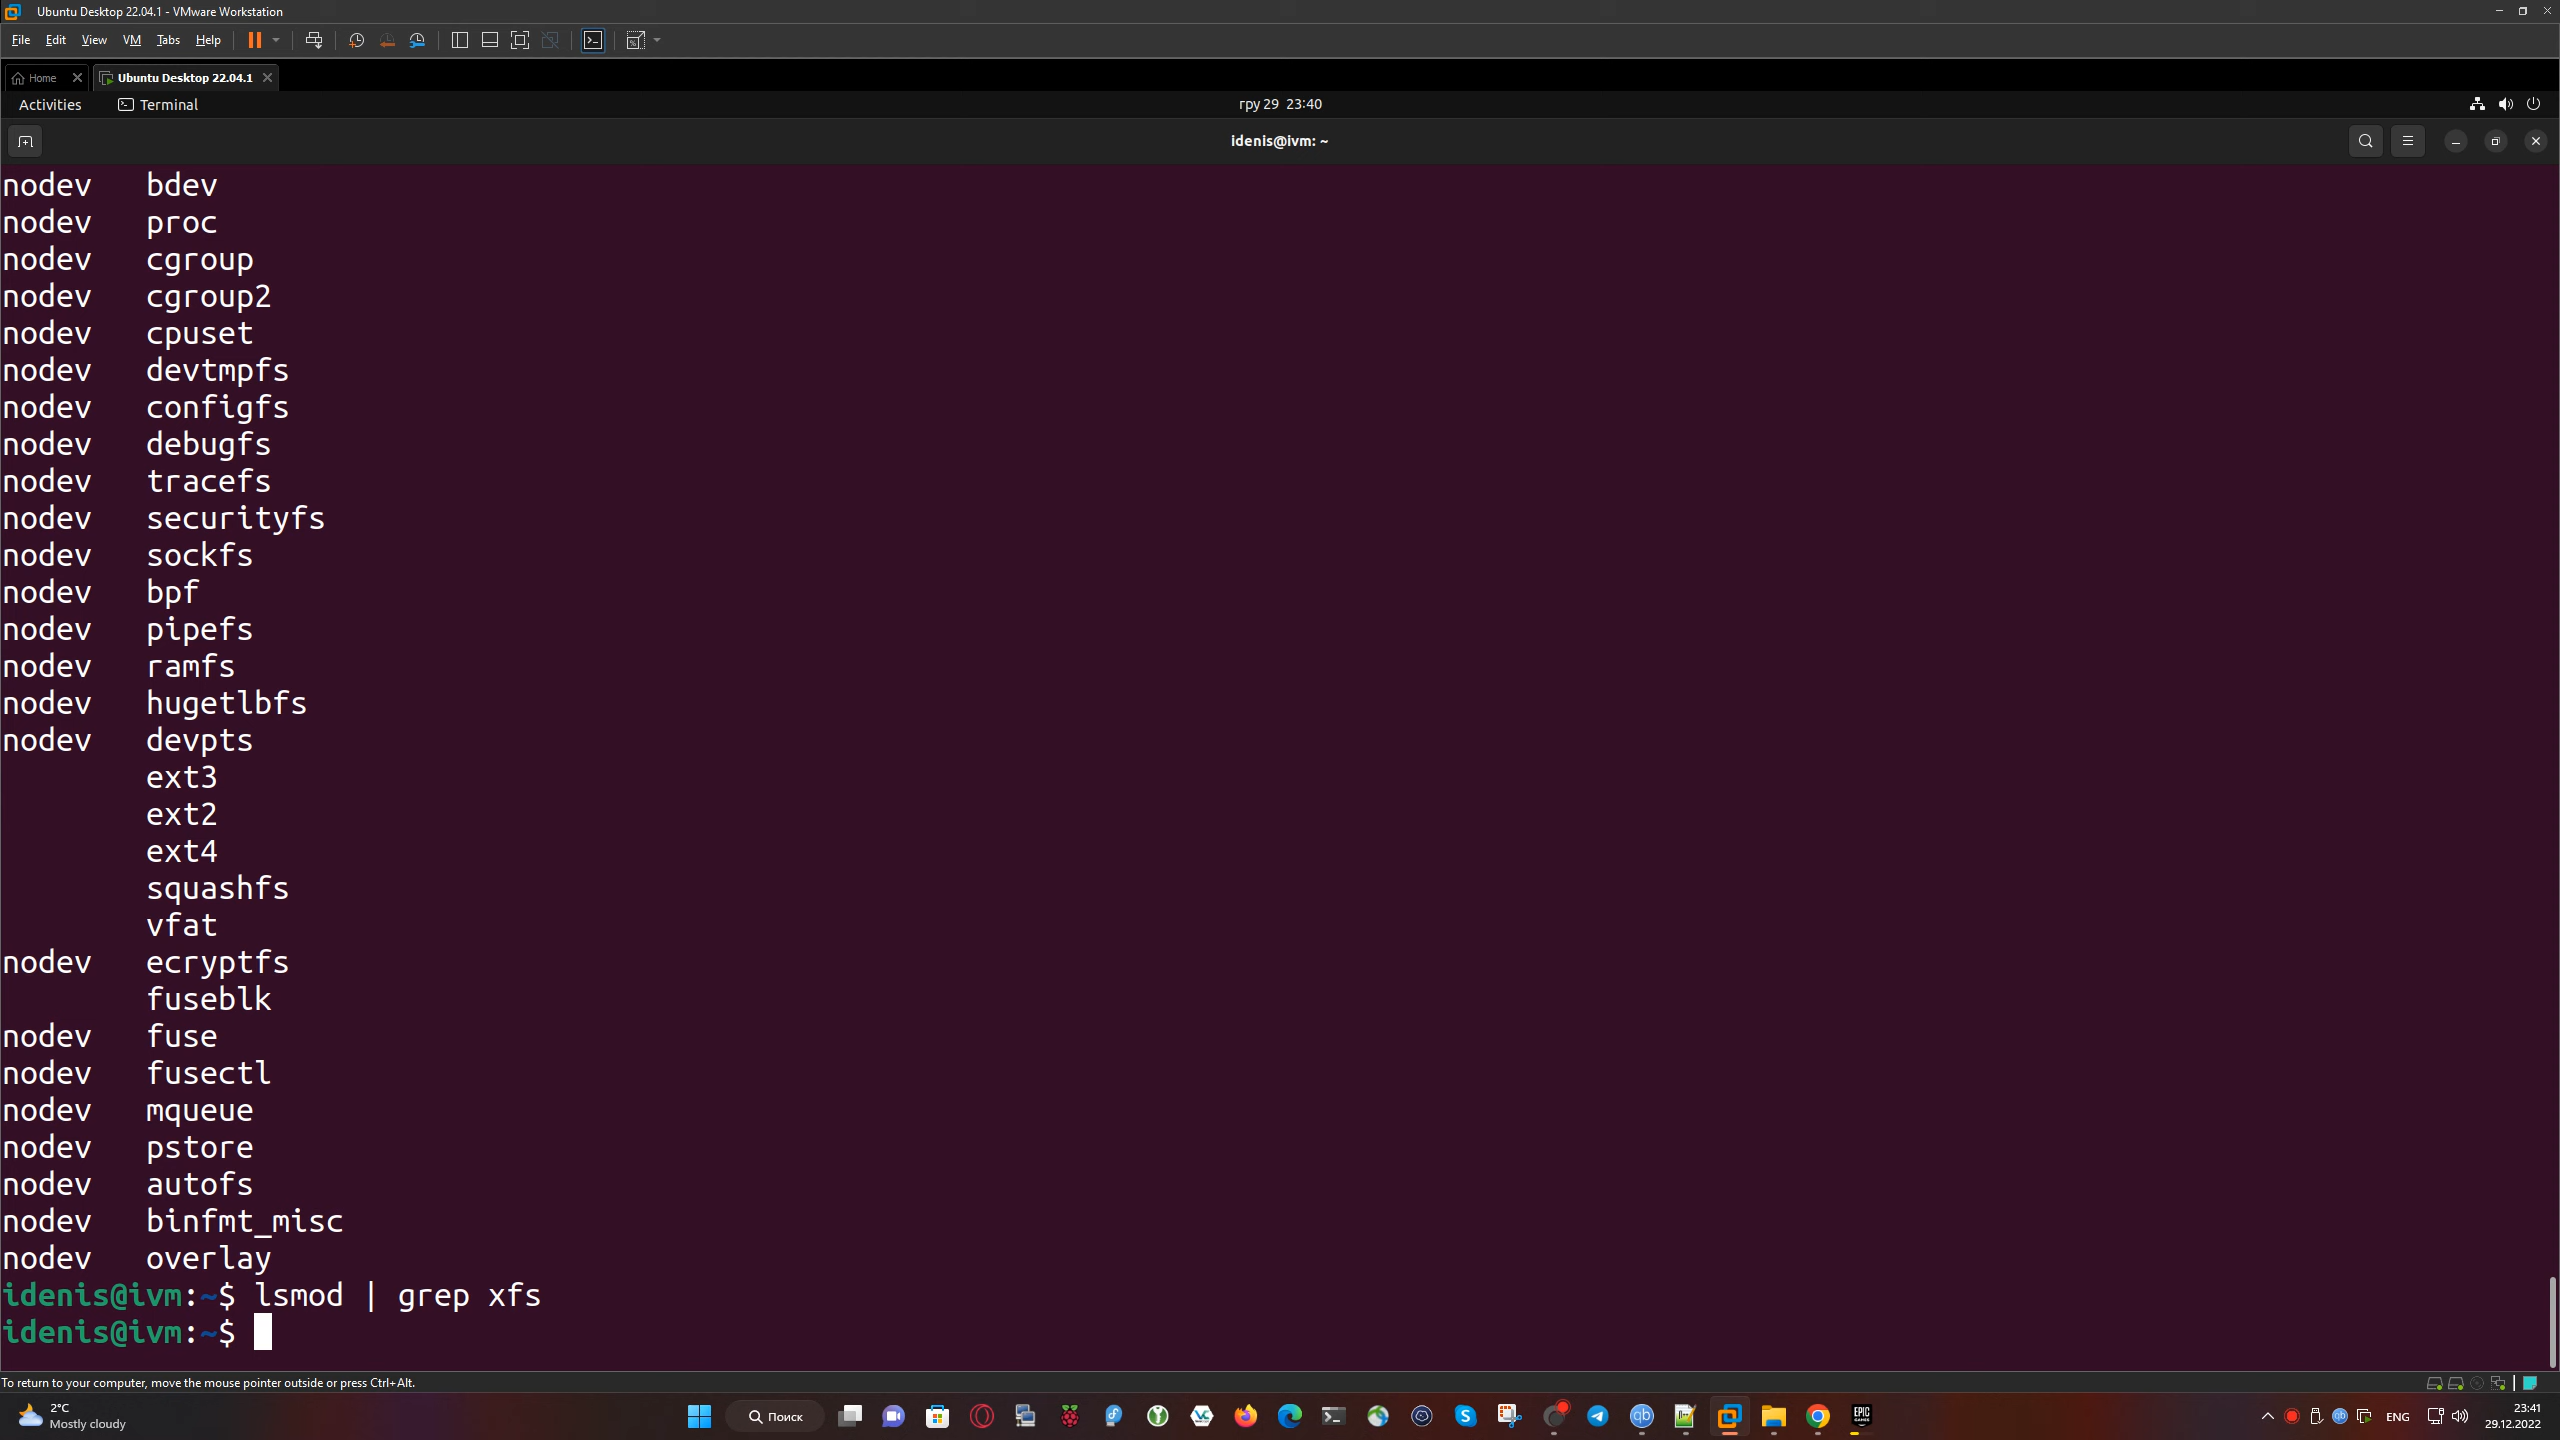 Ubuntu Desktop 22.04.1 - VMware Workstation
File Edit View VM Tabs Help
Home Ubuntu Desktop 22.04.1
Activities Terminal гру 29 23:40
idenis@ivm: ~
nodev bdev
nodev proc
nodev cgroup
nodev cgroup2
nodev cpuset
nodev devtmpfs
nodev configfs
nodev debugfs
nodev tracefs
nodev securityfs
nodev sockfs
nodev bpf
nodev pipefs
nodev ramfs
nodev hugetlbfs
nodev devpts
ext3
ext2
ext4
squashfs
vfat
nodev ecryptfs
fuseblk
nodev fuse
nodev fusectl
nodev mqueue
nodev pstore
nodev autofs
nodev binfmt_misc
nodev overlay
idenis@ivm:~$ lsmod | grep xfs
idenis@ivm:~$
To return to your computer, move the mouse pointer outside or press Ctrl+Alt.
2°C
Mostly cloudy
Поиск
qb
EPIC
GAMES
ENG
23:41
29.12.2022